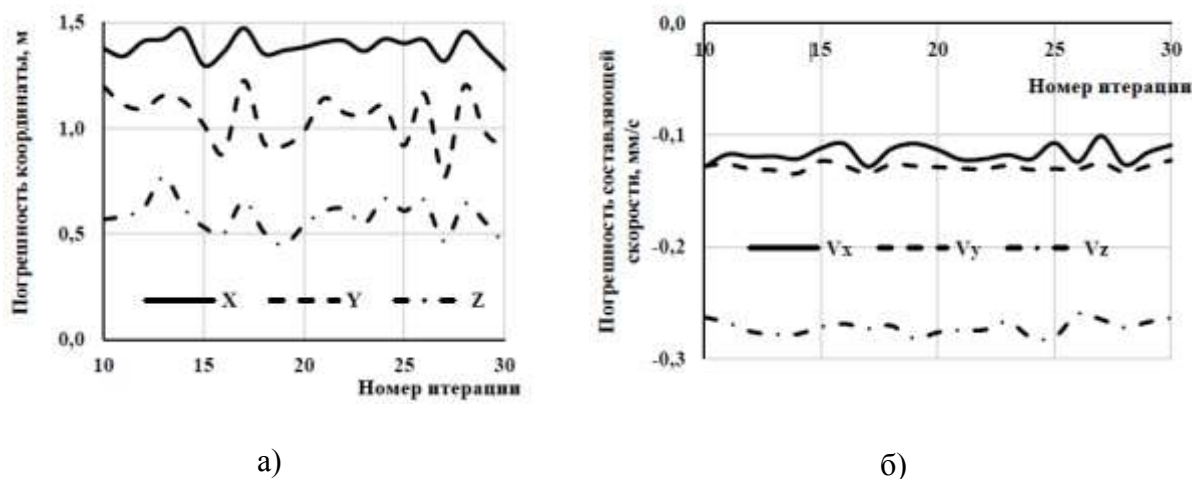 Погрешность координаты, м
1,5
1,0
0,5
0,0
X Y Z
10 15 20 25 30
Номер итерации
а)
Погрешность составляющей
скорости, мм/с
0,0
10 15 20 25 30
Номер итерации
-0,1
-0,2
Vx Vy Vz
-0,3
б)